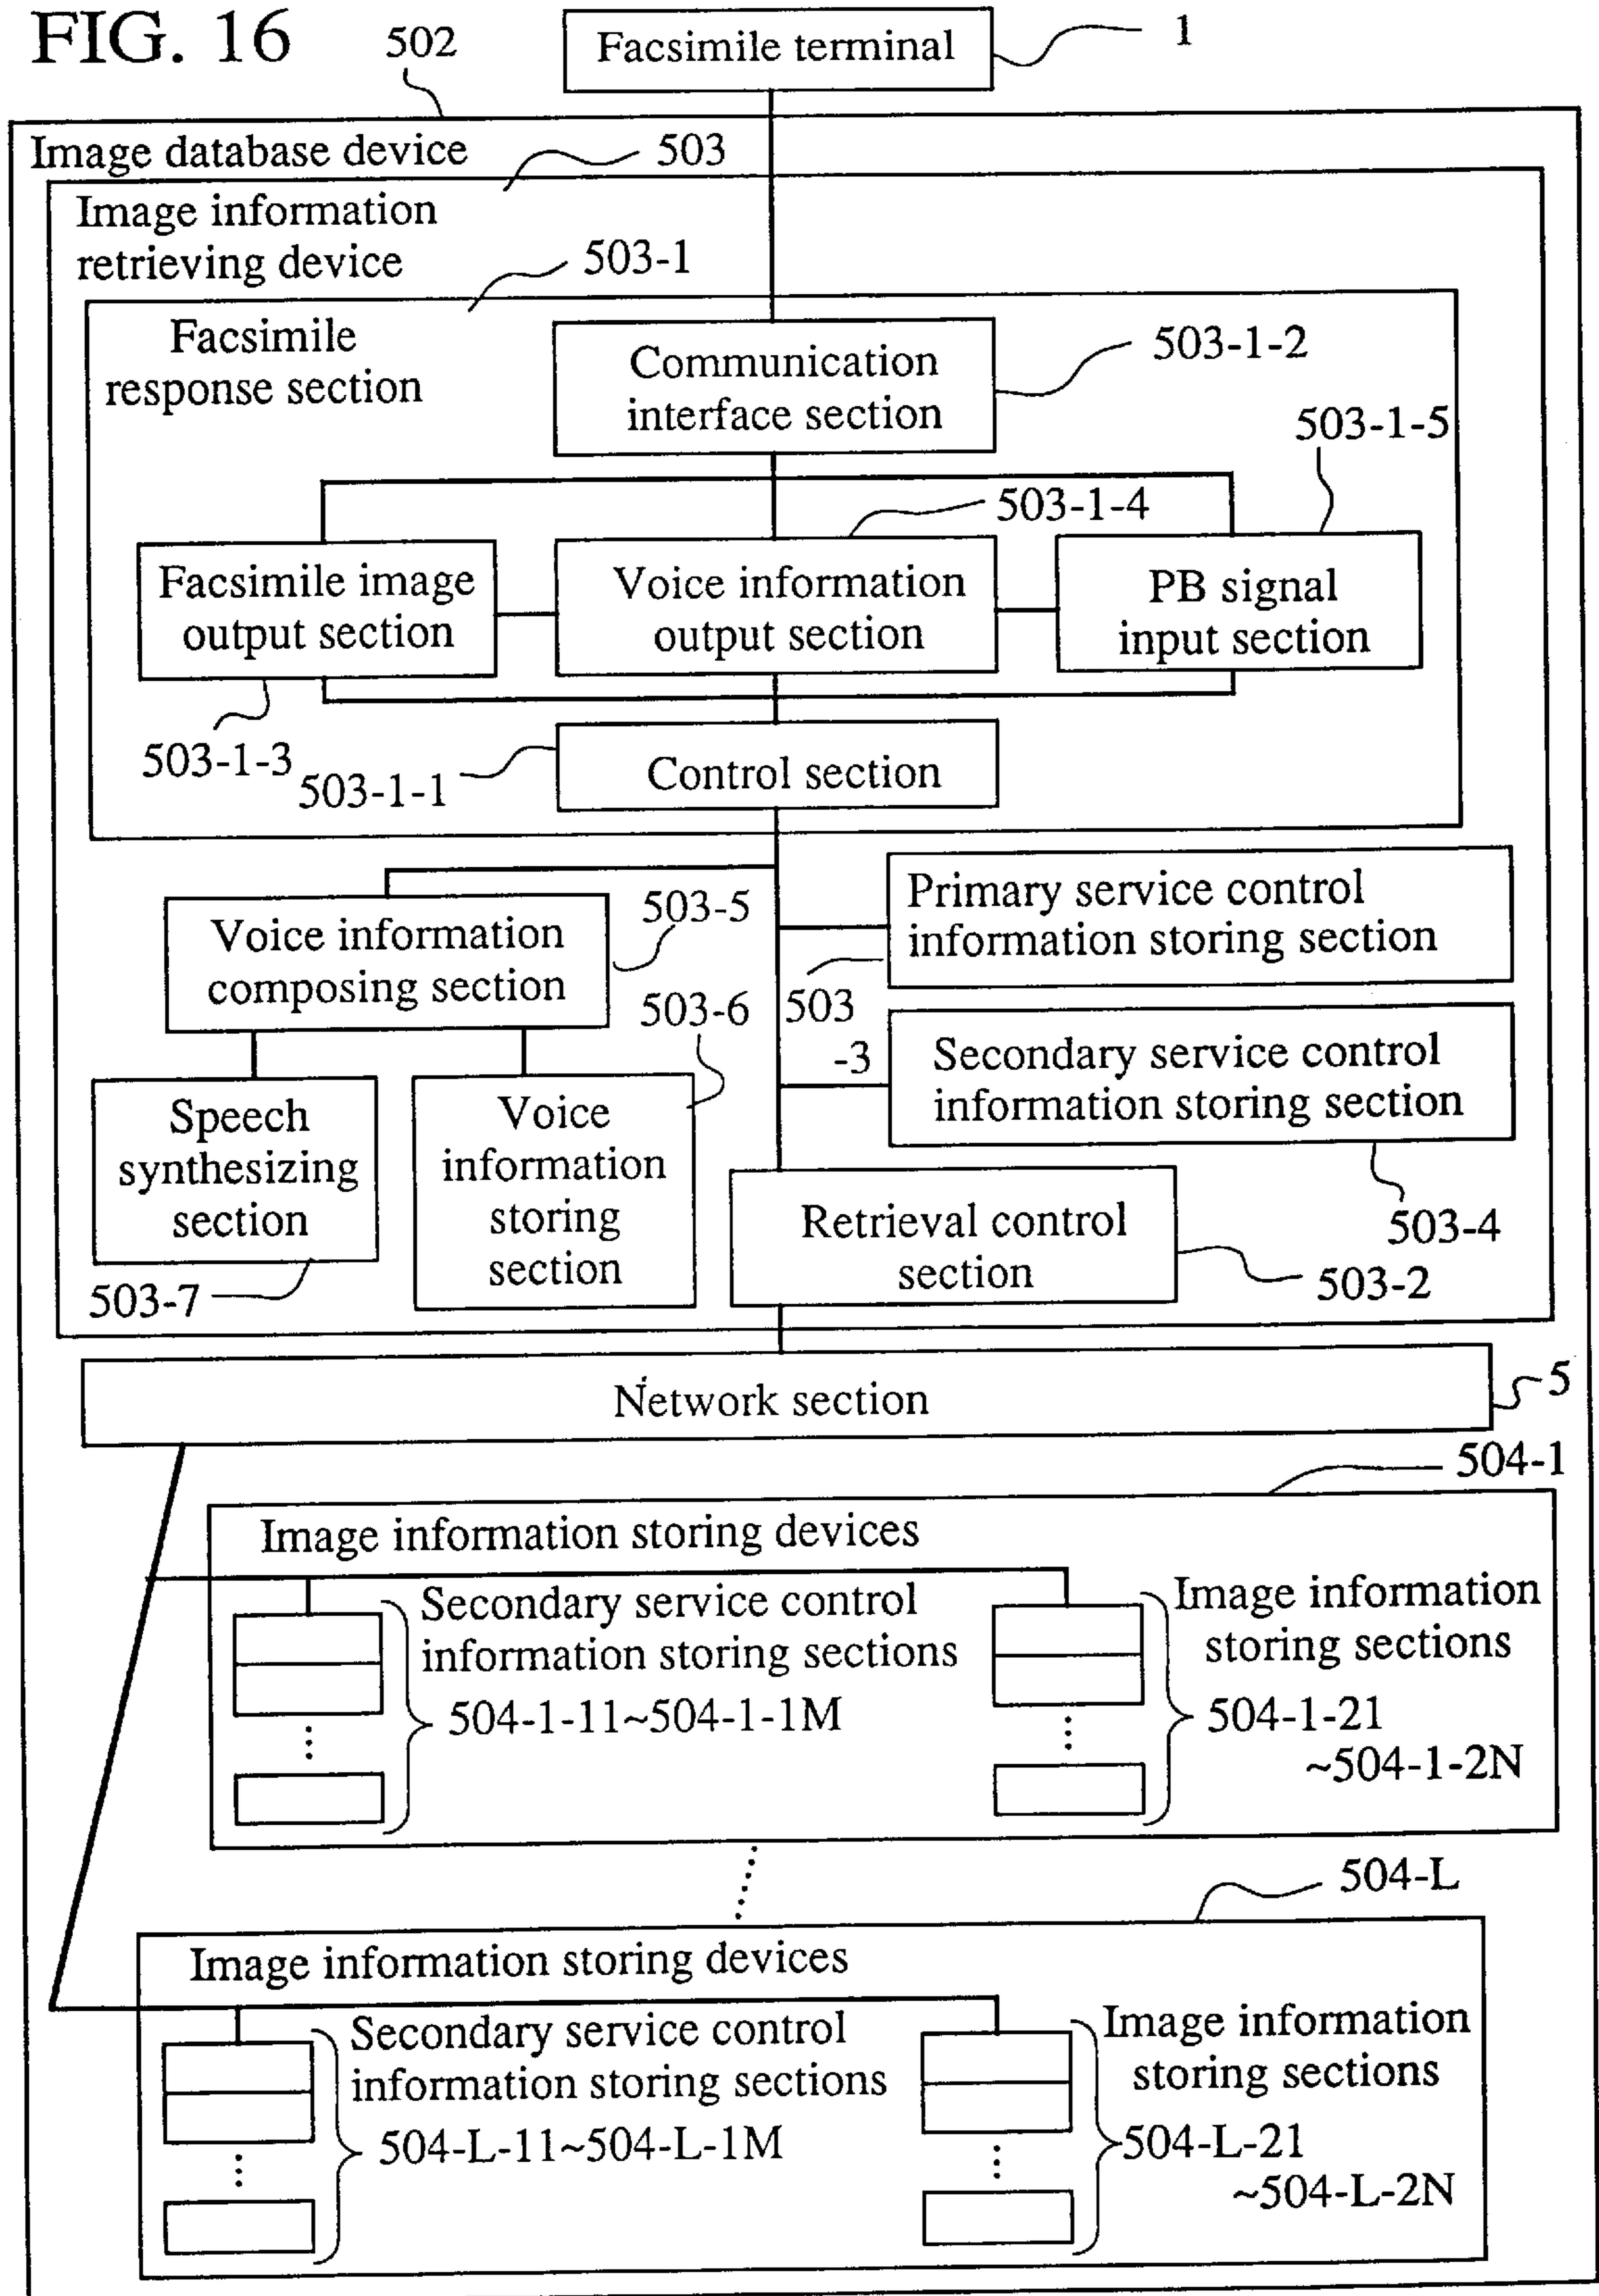 FIG. 16
502
Facsimile terminal
1
Image database device
503
Image information
retrieving device
503-1
Facsimile
response section
Communication
interface section
503-1-2
503-1-5
503-1-4
Facsimile image
output section
Voice information
output section
PB signal
input section
503-1-3
503-1-1
Control section
Voice information
composing section
503-5
Primary service control
information storing section
503
-3
503-6
Secondary service control
information storing section
503-4
Speech
synthesizing
section
503-7
Voice
information
storing
section
Retrieval control
section
503-2
Network section
5
504-1
Image information storing devices
Secondary service control
information storing sections
504-1-11~504-1-1M
Image information
storing sections
504-1-21
~504-1-2N
504-L
Image information storing devices
Secondary service control
information storing sections
504-L-11~504-L-1M
Image information
storing sections
504-L-21
~504-L-2N